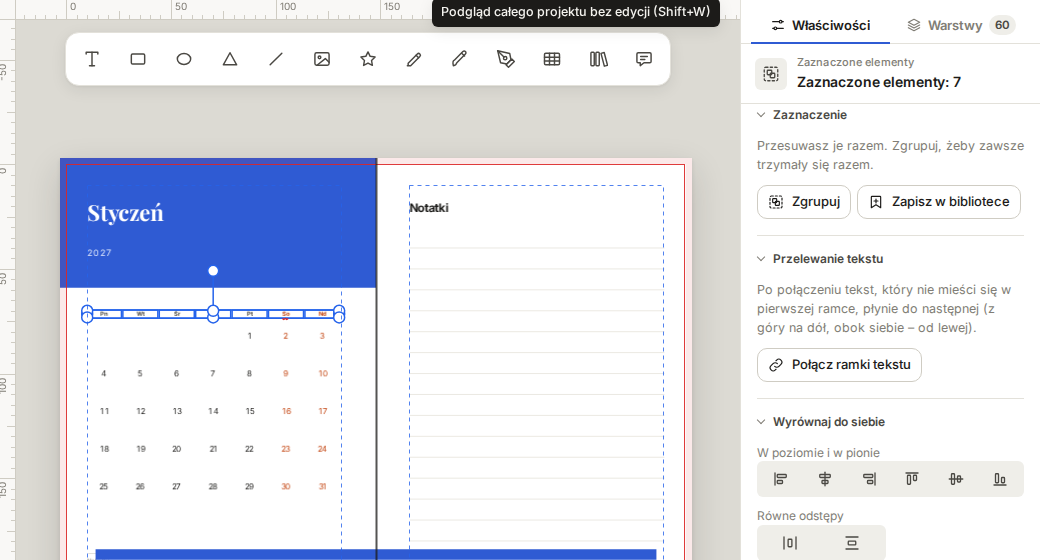 0 50 100 150
Podgląd całego projektu bez edycji (Shift+W)
Właściwości
Warstwy 60
Zaznaczone elementy
Zaznaczone elementy: 7
Zaznaczenie
Przesuwasz je razem. Zgrupuj, żeby zawsze
trzymały się razem.
Zgrupuj
Zapisz w bibliotece
Przelewanie tekstu
Po połączeniu tekst, który nie mieści się w
pierwszej ramce, płynie do następnej (z
góry na dół, obok siebie – od lewej).
Połącz ramki tekstu
Wyrównaj do siebie
W poziomie i w pionie
Równe odstępy
-50
0
50
100
150
Styczeń
2027
Pn Wt Śr Pt So Nd
1 2 3
4 5 6 7 8 9 10
11 12 13 14 15 16 17
18 19 20 21 22 23 24
25 26 27 28 29 30 31
Notatki